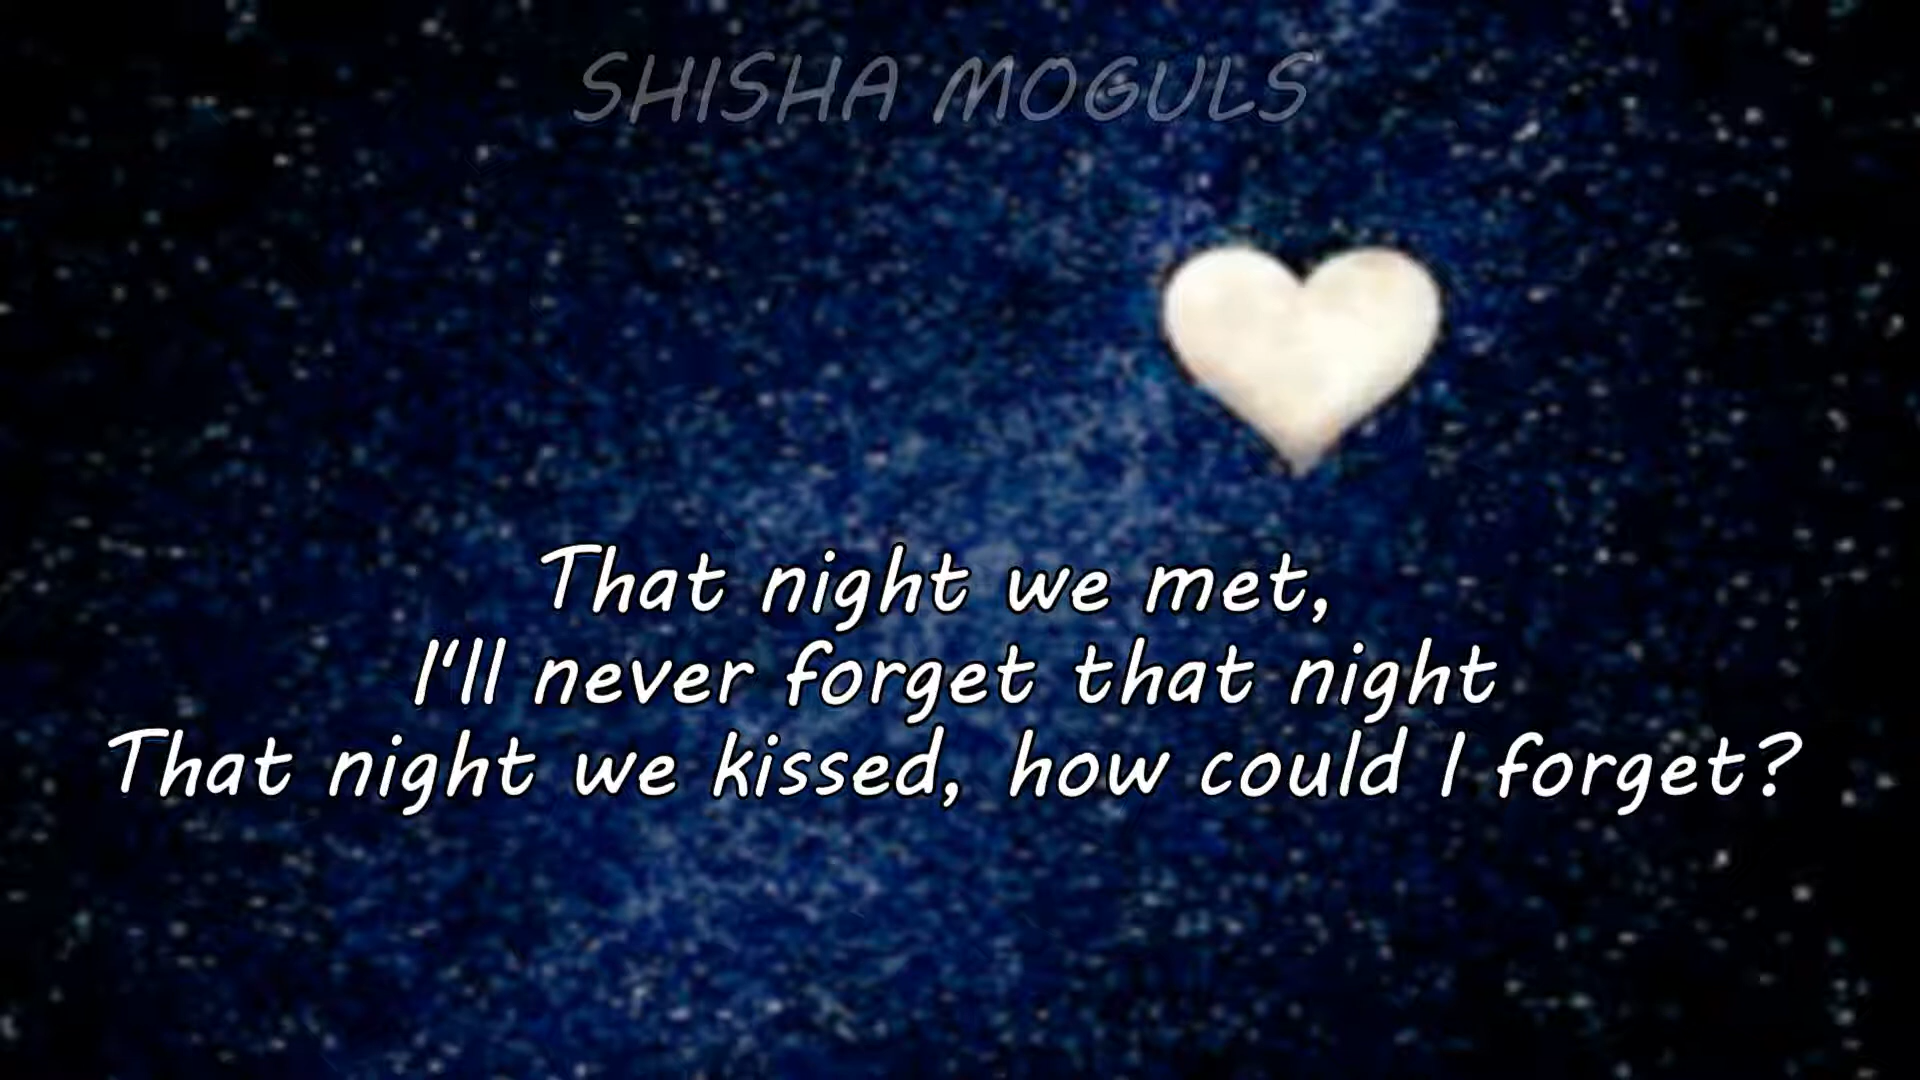 SHISHA MOGULS
That night we met,
I'll never forget that night
That night we kissed, how could I forget?